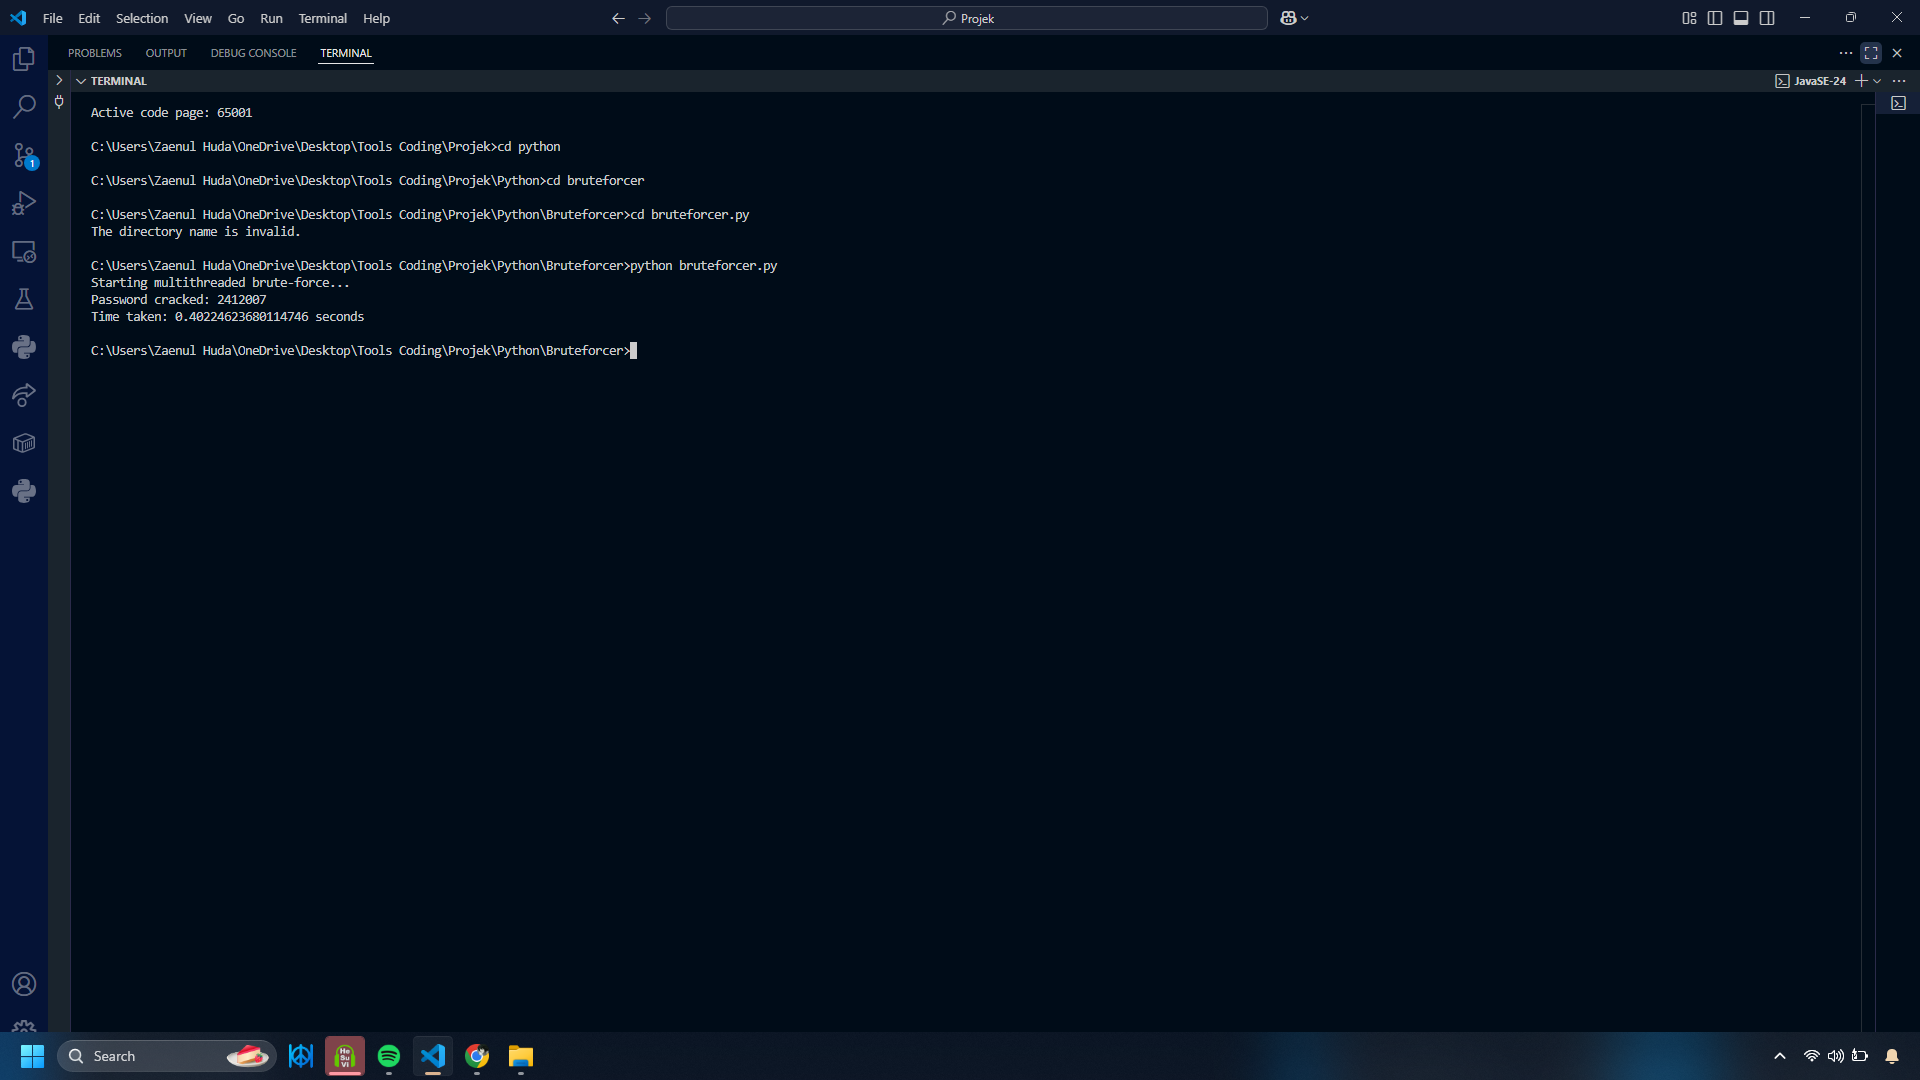 File Edit Selection View Go Run Terminal Help
Projek
PROBLEMS OUTPUT DEBUG CONSOLE TERMINAL
TERMINAL
JavaSE-24
Active code page: 65001
C:\Users\Zaenul Huda\OneDrive\Desktop\Tools Coding\Projek>cd python
C:\Users\Zaenul Huda\OneDrive\Desktop\Tools Coding\Projek\Python>cd bruteforcer
C:\Users\Zaenul Huda\OneDrive\Desktop\Tools Coding\Projek\Python\Bruteforcer>cd bruteforcer.py
The directory name is invalid.
C:\Users\Zaenul Huda\OneDrive\Desktop\Tools Coding\Projek\Python\Bruteforcer>python bruteforcer.py
Starting multithreaded brute-force...
Password cracked: 2412007
Time taken: 0.40224623680114746 seconds
C:\Users\Zaenul Huda\OneDrive\Desktop\Tools Coding\Projek\Python\Bruteforcer>
1
Search
He
Su
Vi